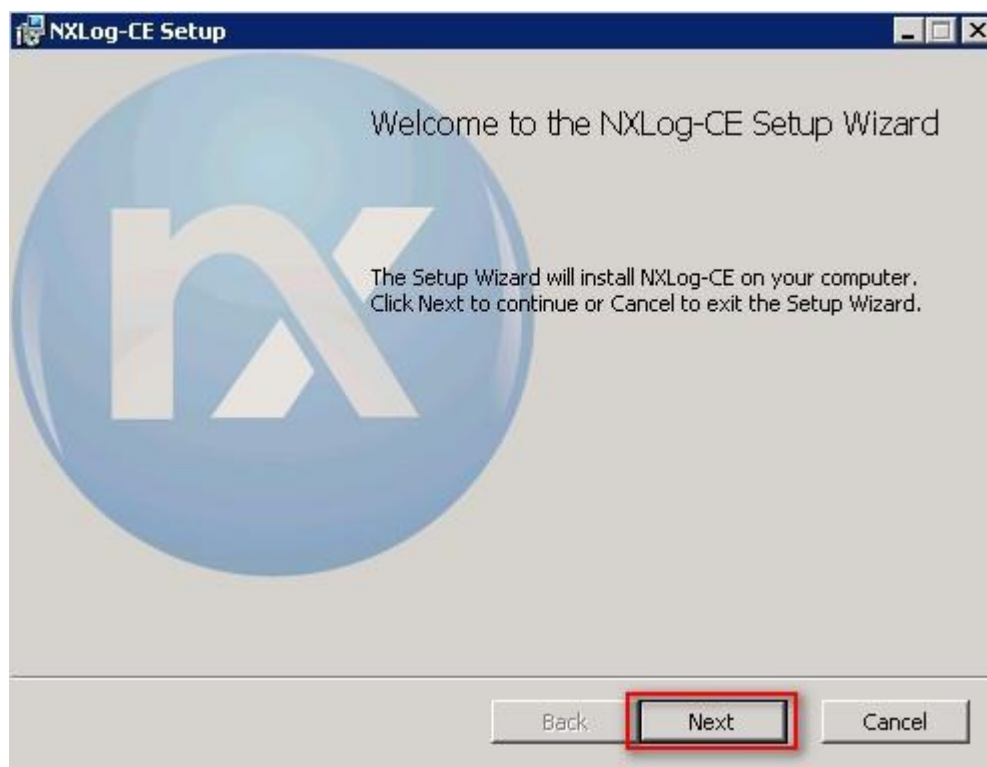 NXLog-CE Setup
Welcome to the NXLog-CE Setup Wizard
nx
The Setup Wizard will install NXLog-CE on your computer.
Click Next to continue or Cancel to exit the Setup Wizard.
Back Next Cancel